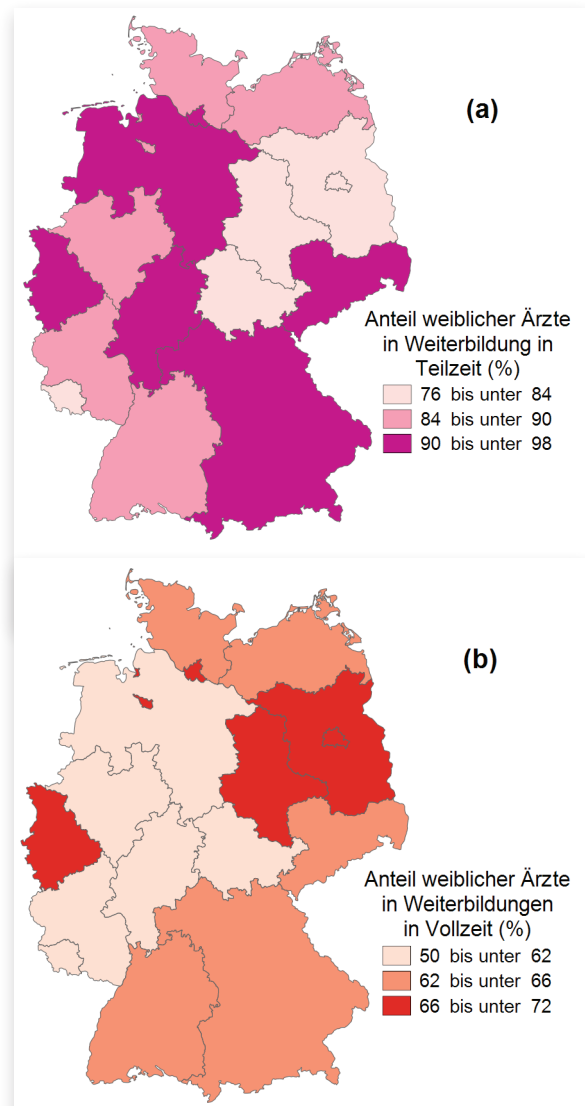 (a)
Anteil weiblicher Ärzte
in Weiterbildung in
Teilzeit (%)
76 bis unter 84
84 bis unter 90
90 bis unter 98
(b)
Anteil weiblicher Ärzte
in Weiterbildungen
in Vollzeit (%)
50 bis unter 62
62 bis unter 66
66 bis unter 72